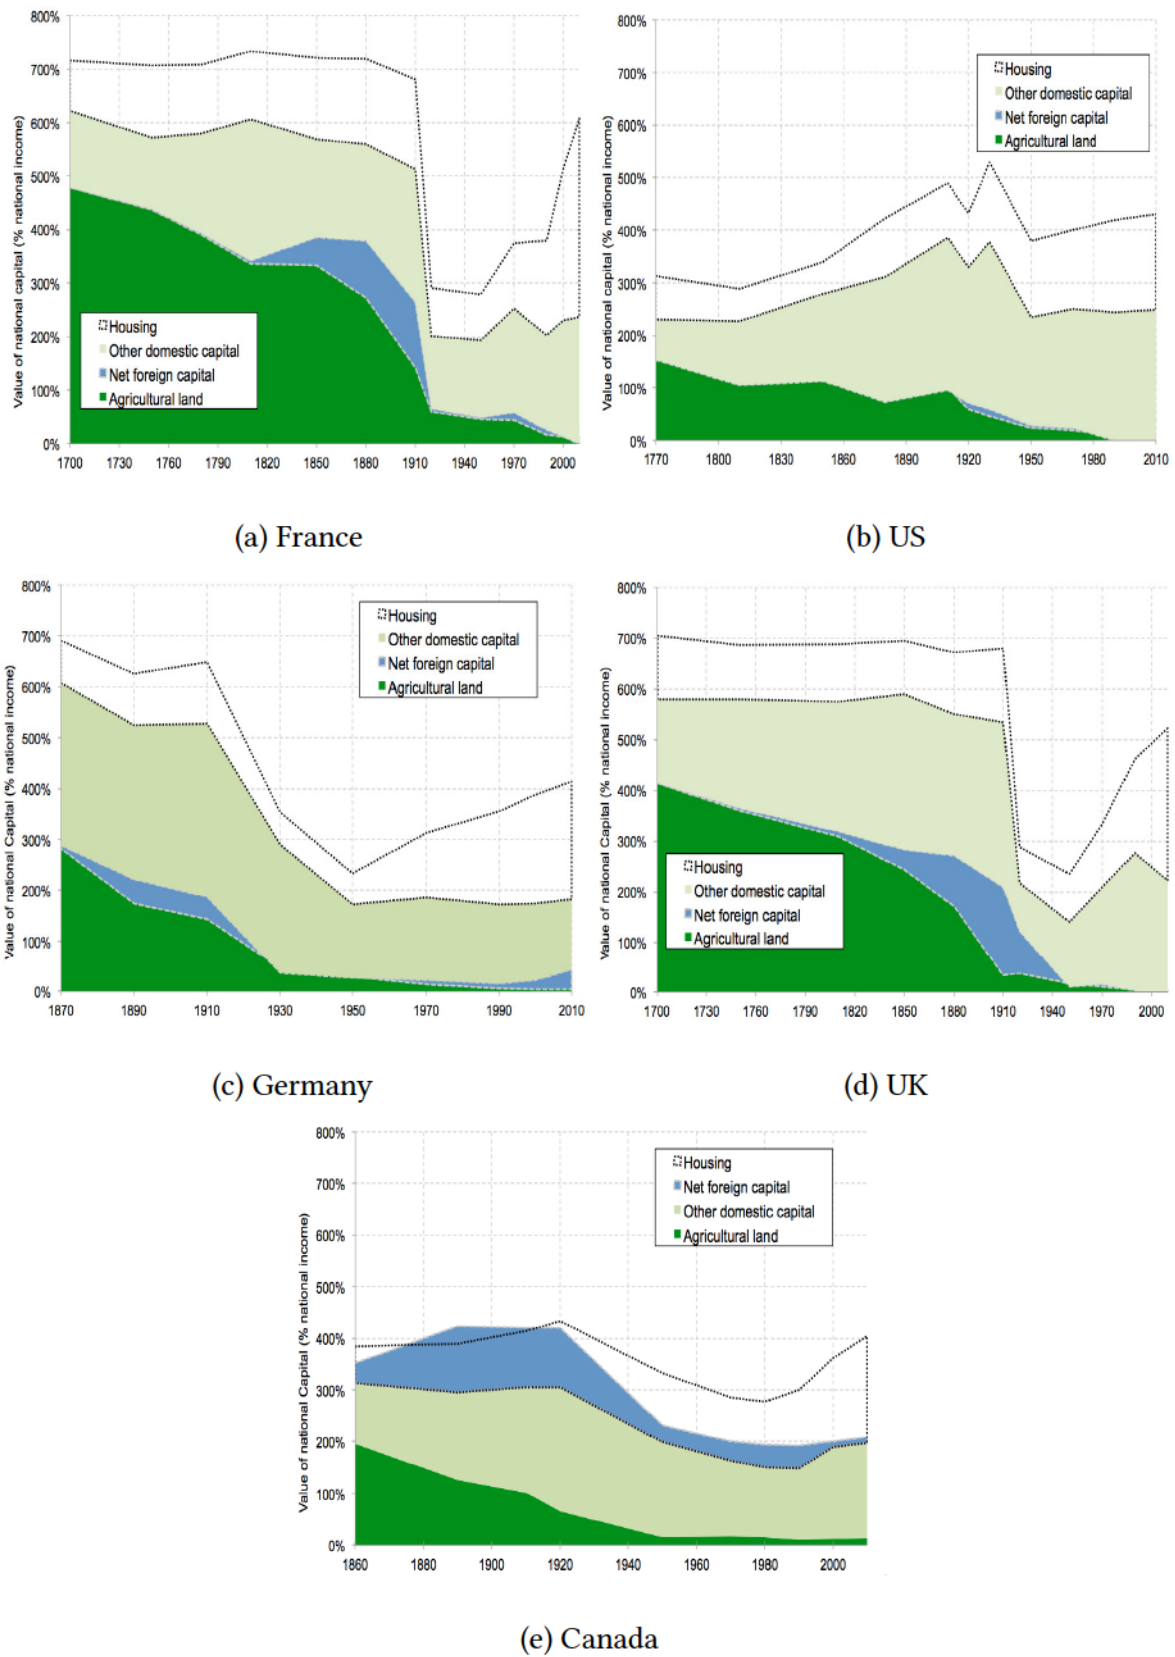 Value of national capital (% national income)
800%
700%
600%
500%
400%
300%
200%
100%
0%
Housing
Other domestic capital
Net foreign capital
Agricultural land
1700 1730 1760 1790 1820 1850 1880 1910 1940 1970 2000
(a) France
Value of national capital (% national income)
800%
700%
600%
500%
400%
300%
200%
100%
0%
Housing
Other domestic capital
Net foreign capital
Agricultural land
1770 1800 1830 1860 1890 1920 1950 1980 2010
(b) US
Value of national Capital (% national income)
800%
700%
600%
500%
400%
300%
200%
100%
0%
Housing
Other domestic capital
Net foreign capital
Agricultural land
1870 1890 1910 1930 1950 1970 1990 2010
(c) Germany
Value of national Capital (% national income)
800%
700%
600%
500%
400%
300%
200%
100%
0%
Housing
Other domestic capital
Net foreign capital
Agricultural land
1700 1730 1760 1790 1820 1850 1880 1910 1940 1970 2000
(d) UK
Value of national Capital (% national income)
800%
700%
600%
500%
400%
300%
200%
100%
0%
Housing
Net foreign capital
Other domestic capital
Agricultural land
1860 1880 1900 1920 1940 1960 1980 2000
(e) Canada